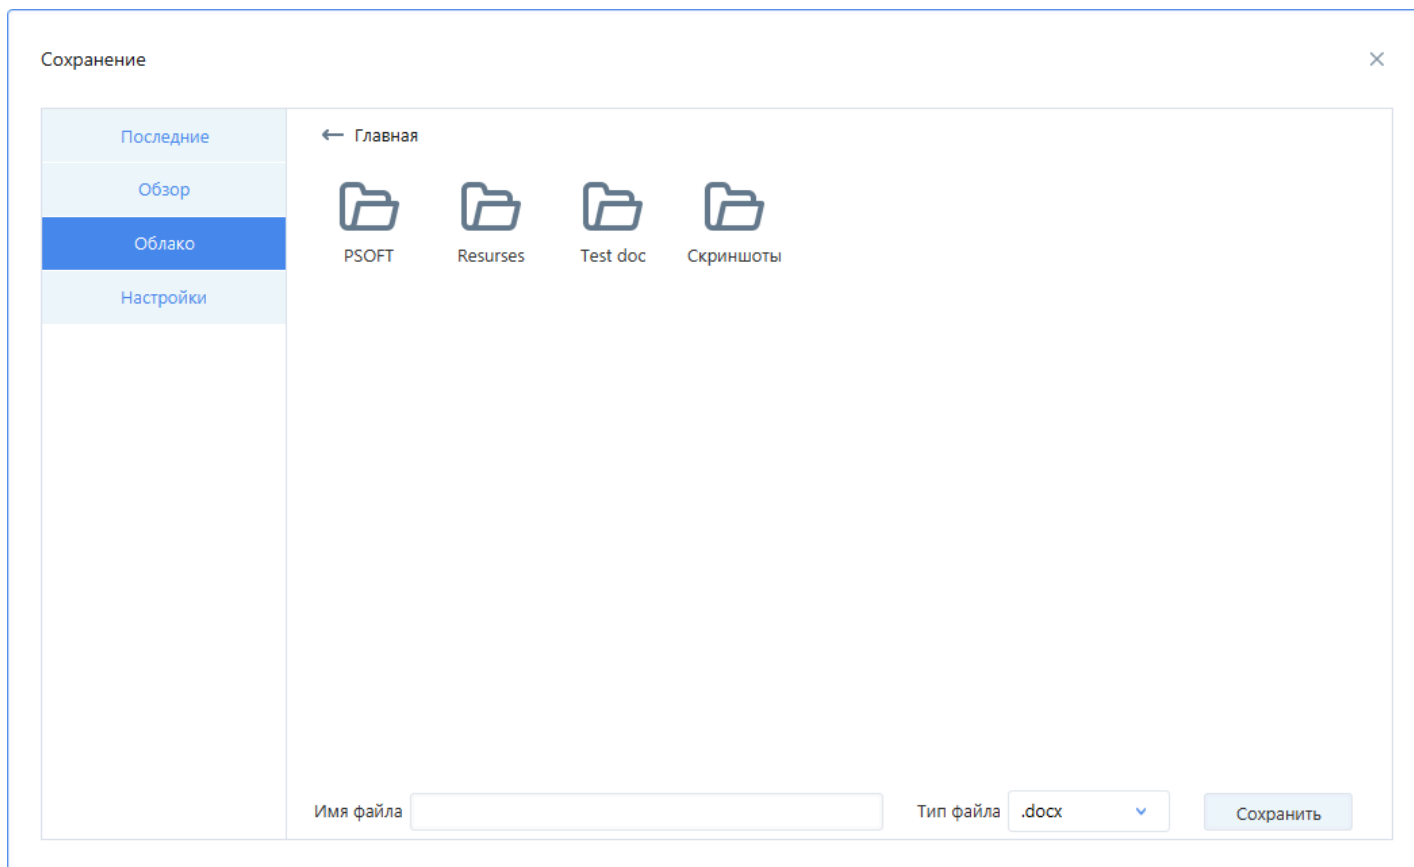 Сохранение
Последние
Обзор
Облако
Настройки
Главная
PSOFT
Resurses
Test doc
Скриншоты
Имя файла
Тип файла .docx
Сохранить